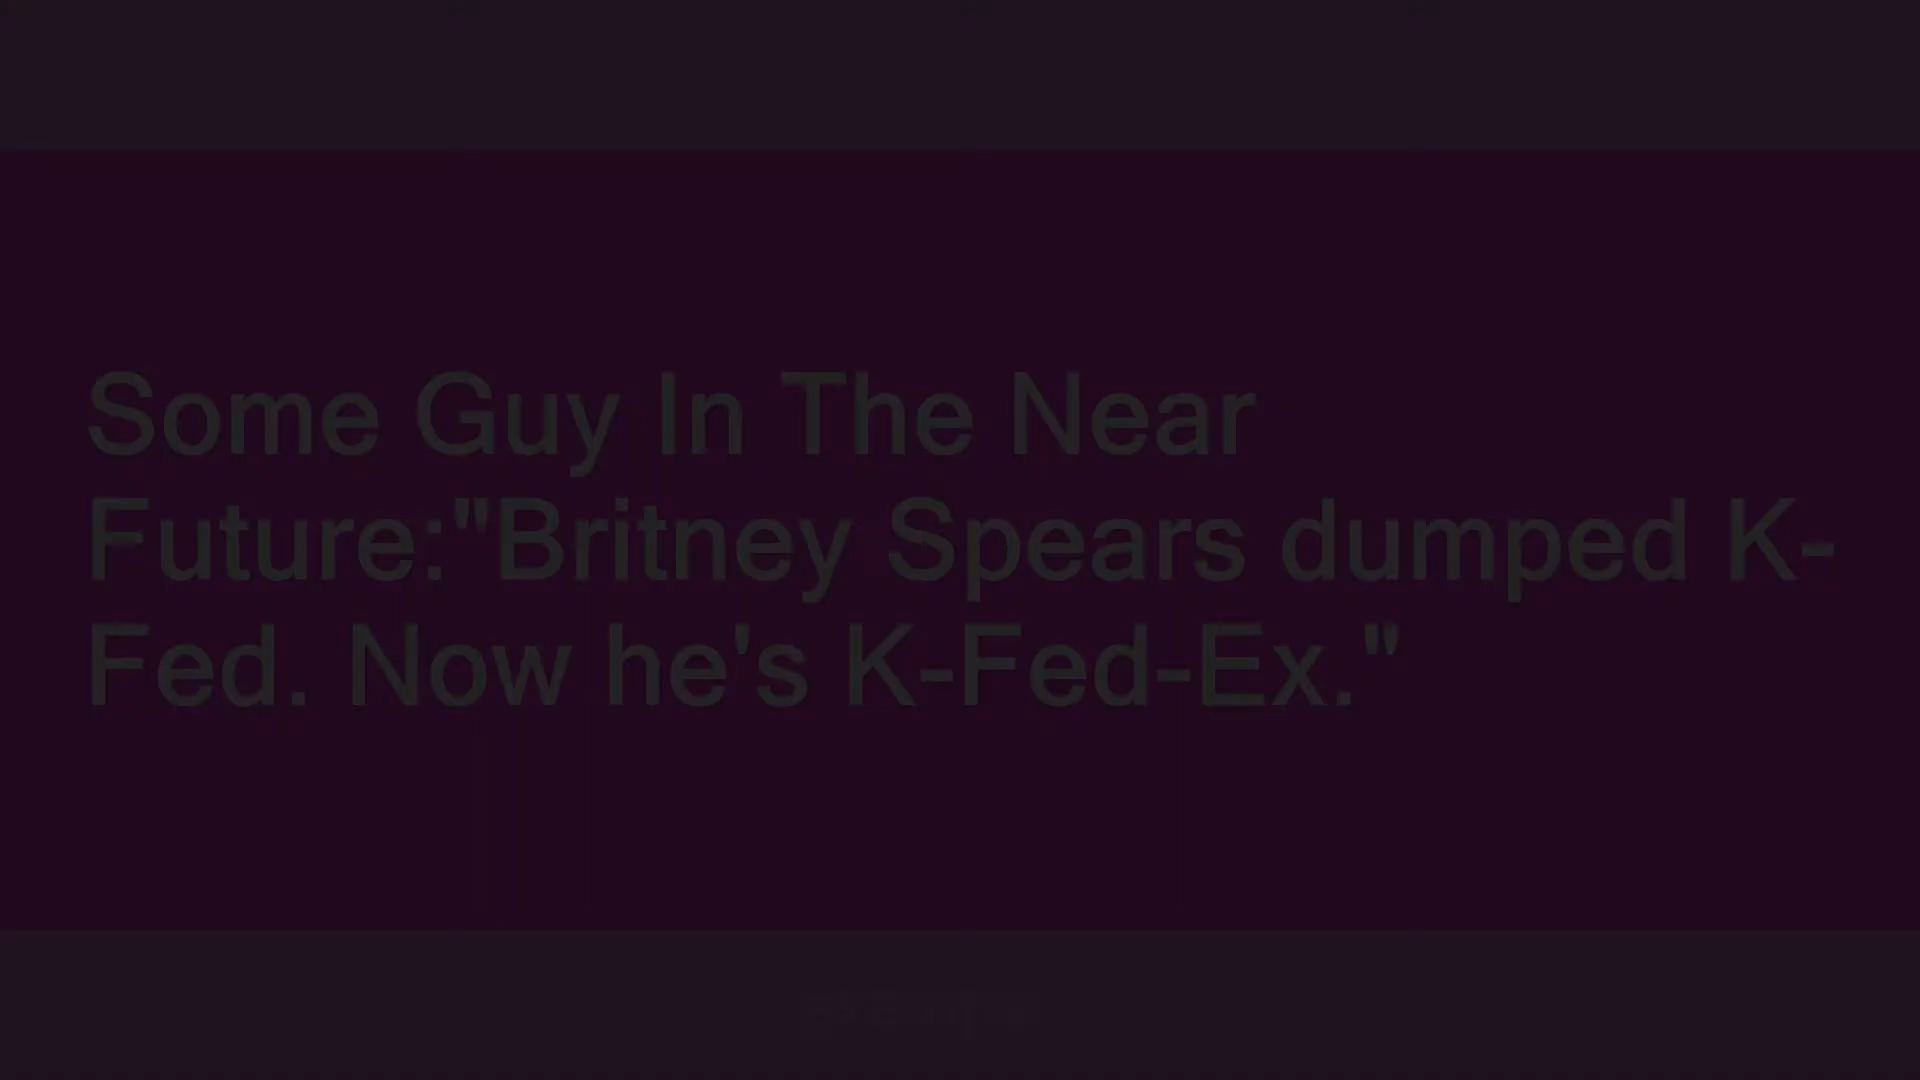 Some Guy In The Near
Future:"Britney Spears dumped K-
Fed. Now he's K-Fed-Ex."